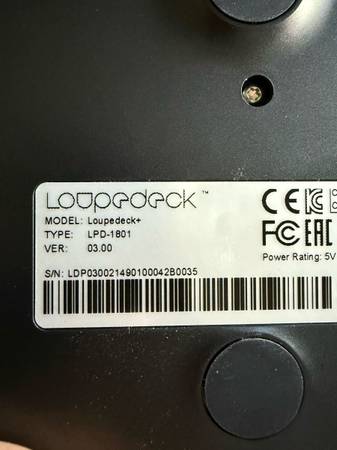 Loupedeck™
MODEL: Loupedeck+
TYPE: LPD-1801
VER: 03.00
CE
FC EAC
Power Rating: 5V
S/N: LDP030021490100042B0035